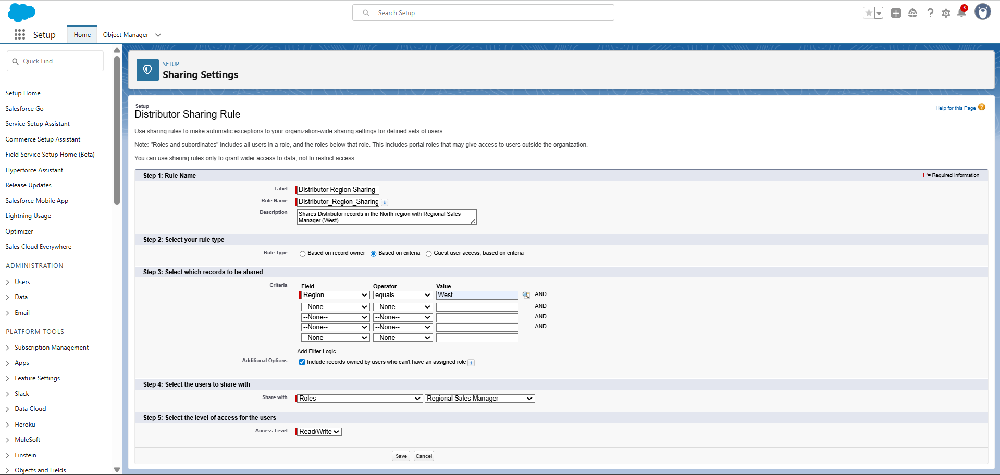 Search Setup
3
Setup
Home
Object Manager
Quick Find
Setup Home
Salesforce Go
Service Setup Assistant
Commerce Setup Assistant
Field Service Setup Home (Beta)
Hyperforce Assistant
Release Updates
Salesforce Mobile App
Lightning Usage
Optimizer
Sales Cloud Everywhere
ADMINISTRATION
Users
Data
Email
PLATFORM TOOLS
Subscription Management
Apps
Feature Settings
Slack
Data Cloud
Heroku
MuleSoft
Einstein
Objects and Fields
SETUP
Sharing Settings
Setup
Distributor Sharing Rule
Help for this Page ?
Use sharing rules to make automatic exceptions to your organization-wide sharing settings for defined sets of users.
Note: "Roles and subordinates" includes all users in a role, and the roles below that role. This includes portal roles that may give access to users outside the organization.
You can use sharing rules only to grant wider access to data, not to restrict access.
Step 1: Rule Name
*= Required Information
Label Distributor Region Sharing -
Rule Name Distributor_Region_Sharing i
Description Shares Distributor records in the North region with Regional Sales
Manager (West)
Step 2: Select your rule type
Rule Type Based on record owner Based on criteria Guest user access, based on criteria
Step 3: Select which records to be shared
Criteria Field Operator Value
Region equals West AND
--None-- --None-- AND
--None-- --None-- AND
--None-- --None-- AND
--None-- --None--
Add Filter Logic...
Additional Options Include records owned by users who can't have an assigned role i
Step 4: Select the users to share with
Share with Roles Regional Sales Manager
Step 5: Select the level of access for the users
Access Level Read/Write
Save Cancel